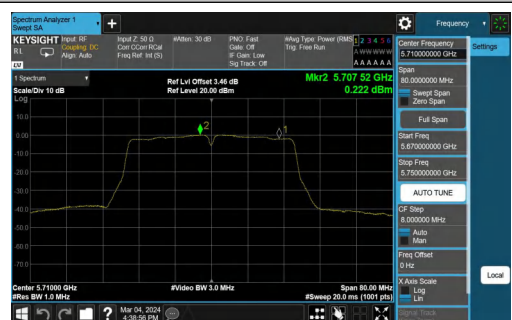 Spectrum Analyzer 1
Swept SA
+
Frequency
KEYSIGHT Input: RF
R L
Coupling: DC
Align: Auto
Input Z: 50 Ω
Corr CCorr RCal
Freq Ref: Int (S)
#Atten: 30 dB
PNO: Fast
Gate: Off
IF Gain: Low
Sig Track: Off
#Avg Type: Power (RMS
Trig: Free Run
1 2 3 4 5 6
A W W W W W
A A A A A A
1 Spectrum
Scale/Div 10 dB
Log
Ref Lvl Offset 3.46 dB
Ref Level 20.00 dBm
Mkr2 5.707 52 GHz
0.222 dBm
10.0
0.00
-10.0
-20.0
-30.0
-40.0
-50.0
-60.0
-70.0
2
1
Center 5.71000 GHz
#Res BW 1.0 MHz
#Video BW 3.0 MHz
Span 80.00 MHz
#Sweep 20.0 ms (1001 pts)
Mar 04, 2024
4:38:56 PM
?
Center Frequency
5.710000000 GHz
Span
80.0000000 MHz
Swept Span
Zero Span
Full Span
Start Freq
5.670000000 GHz
Stop Freq
5.750000000 GHz
AUTO TUNE
CF Step
8.000000 MHz
Auto
Man
Freq Offset
0 Hz
X Axis Scale
Log
Lin
Signal Track
Settings
Local